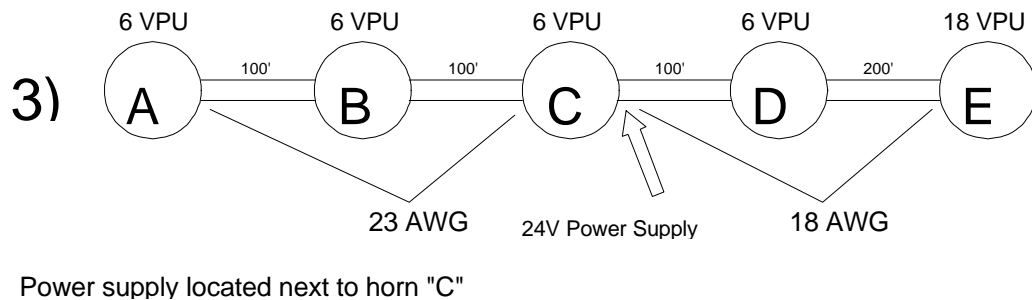 6 VPU 6 VPU 6 VPU 6 VPU 18 VPU
100' 100' 100' 200'
3) A B C D E
23 AWG 24V Power Supply 18 AWG
Power supply located next to horn "C"